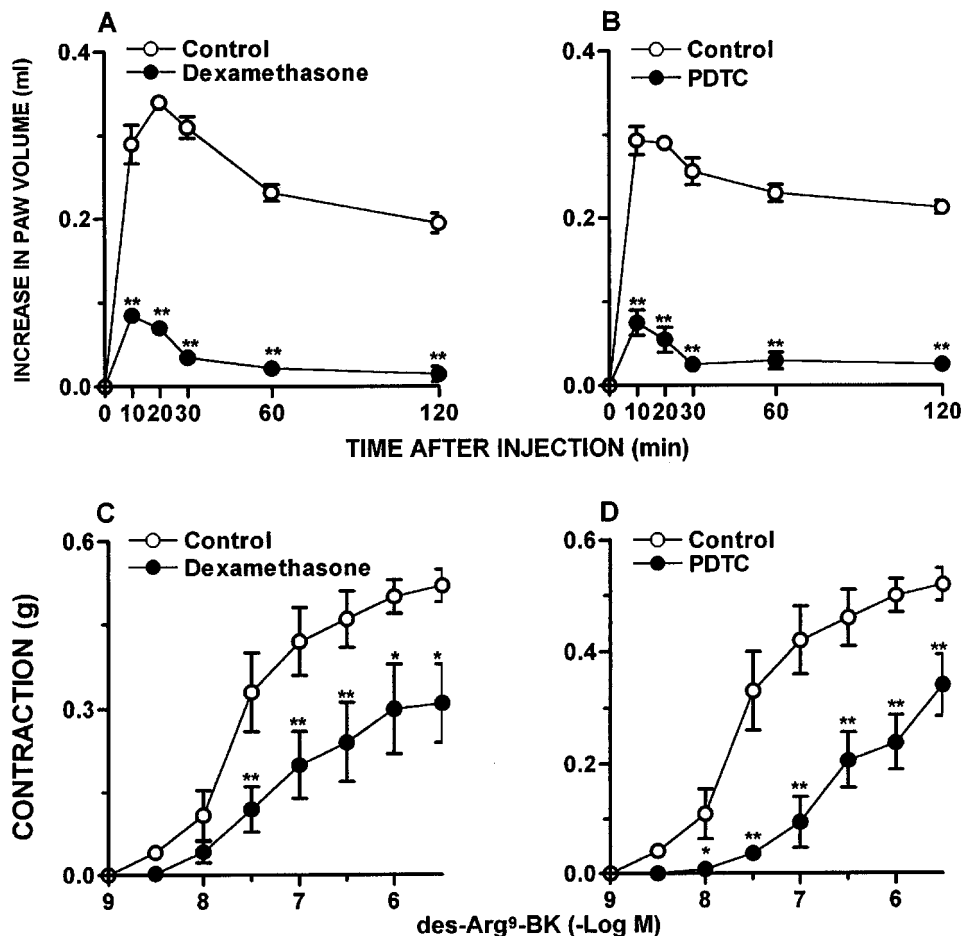 A
Control
Dexamethasone
INCREASE IN PAW VOLUME (ml)
0.4
0.2
0.0
** ** ** ** **
0 10 20 30 60 120
B
Control
PDTC
0.4
0.2
0.0
** ** ** ** **
0 10 20 30 60 120
TIME AFTER INJECTION (min)
C
Control
Dexamethasone
CONTRACTION (g)
0.6
0.3
0.0
** ** ** * *
9 8 7 6
D
Control
PDTC
0.6
0.4
0.2
0.0
* ** ** ** ** **
9 8 7 6
des-Arg⁹-BK (-Log M)